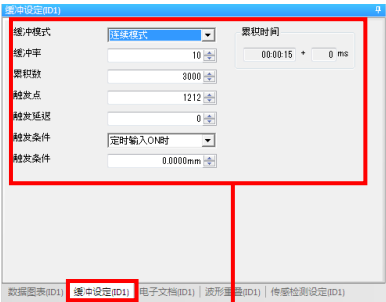 缓冲设定(ID1)
缓冲模式 连续模式 累积时间
缓冲率 10 00:00:15 + 0 ms
累积数 3000
触发点 1212
触发延迟 0
触发条件 定时输入ON时
触发条件 0.0000mm
数据图表(ID1) 缓冲设定(ID1) 电子文档(ID1) 波形重叠(ID1) 传感检测设定(ID1)